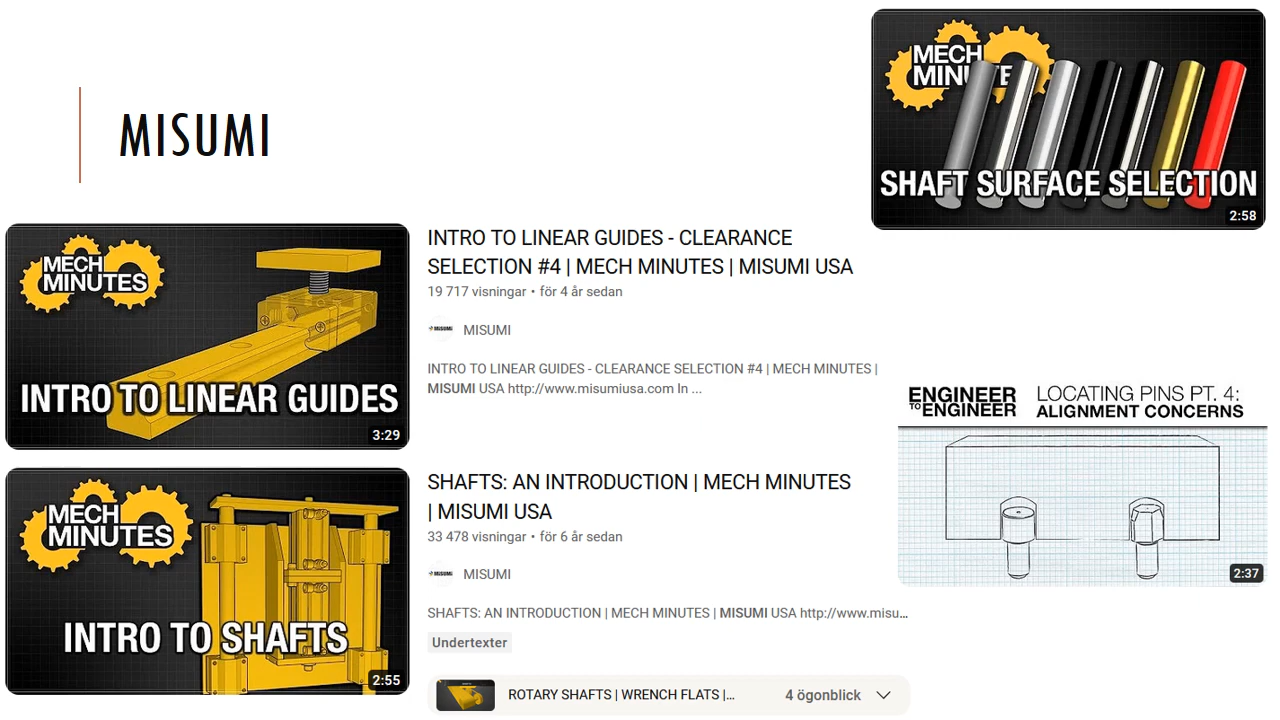 MISUMI
MECH
MINUTE
SHAFT SURFACE SELECTION
2:58
MECH
MINUTES
INTRO TO LINEAR GUIDES
3:29
INTRO TO LINEAR GUIDES - CLEARANCE
SELECTION #4 | MECH MINUTES | MISUMI USA
19 717 visningar • för 4 år sedan
MISUMI
MISUMI
INTRO TO LINEAR GUIDES - CLEARANCE SELECTION #4 | MECH MINUTES |
MISUMI USA http://www.misumiusa.com In ...
ENGINEER
TO ENGINEER
LOCATING PINS PT. 4:
ALIGNMENT CONCERNS
2:37
MECH
MINUTES
INTRO TO SHAFTS
2:55
SHAFTS: AN INTRODUCTION | MECH MINUTES
| MISUMI USA
33 478 visningar • för 6 år sedan
MISUMI
MISUMI
SHAFTS: AN INTRODUCTION | MECH MINUTES | MISUMI USA http://www.misu...
Undertexter
ROTARY SHAFTS | WRENCH FLATS |...
4 ögonblick